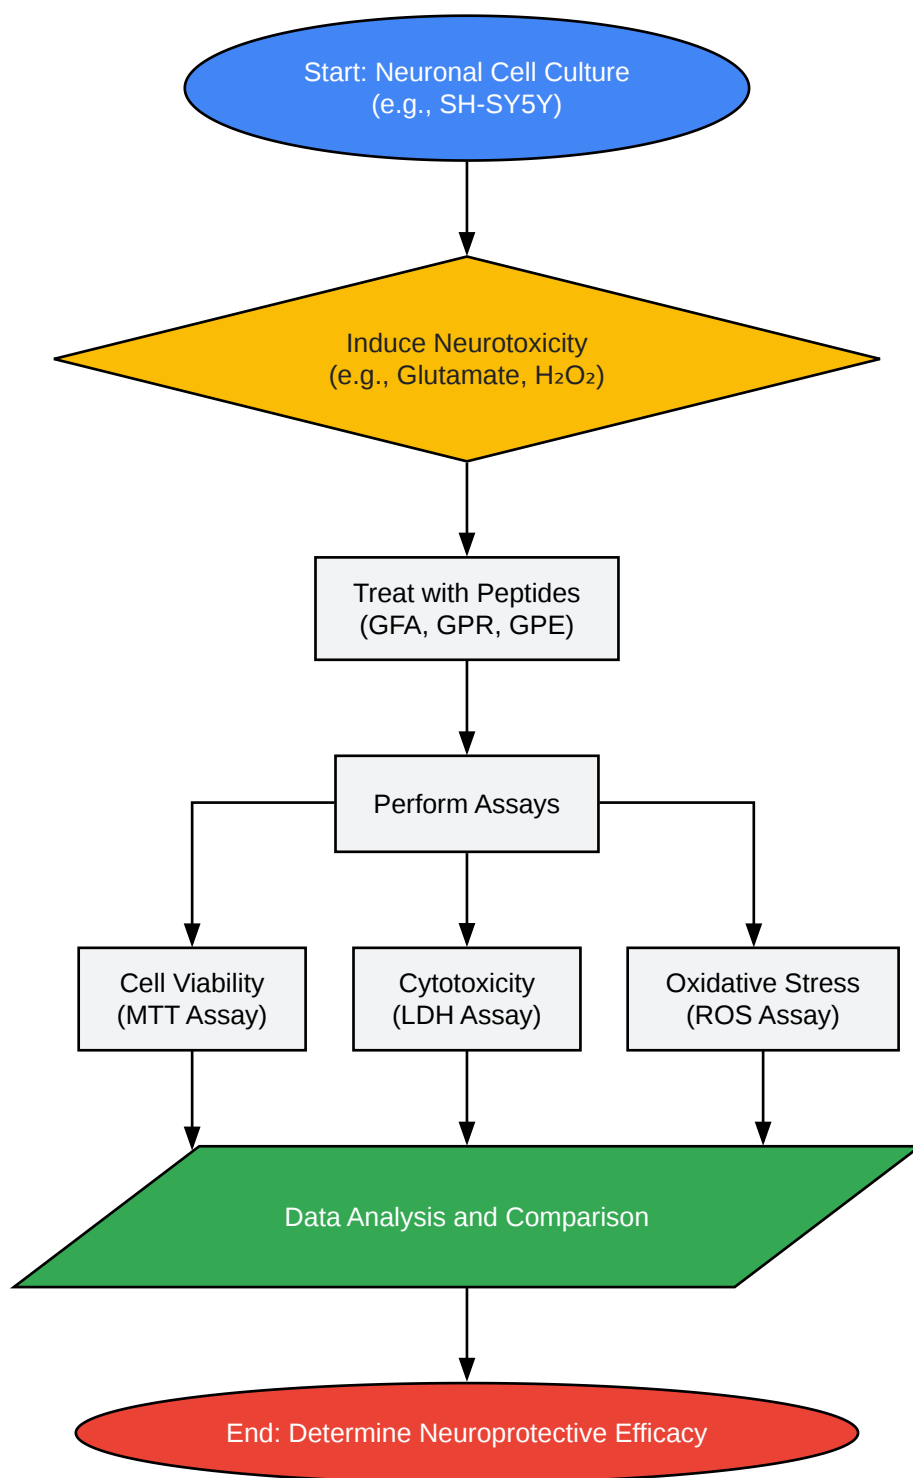 Start: Neuronal Cell Culture
(e.g., SH-SY5Y)
Induce Neurotoxicity
(e.g., Glutamate, H₂O₂)
Treat with Peptides
(GFA, GPR, GPE)
Perform Assays
Cell Viability
(MTT Assay)
Cytotoxicity
(LDH Assay)
Oxidative Stress
(ROS Assay)
Data Analysis and Comparison
End: Determine Neuroprotective Efficacy